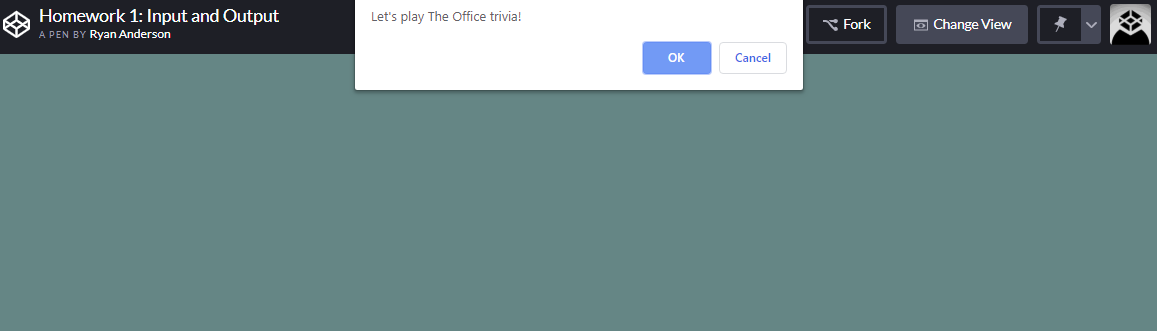 Homework 1: Input and Output
A PEN BY Ryan Anderson
Let's play The Office trivia!
OK
Cancel
Fork
Change View